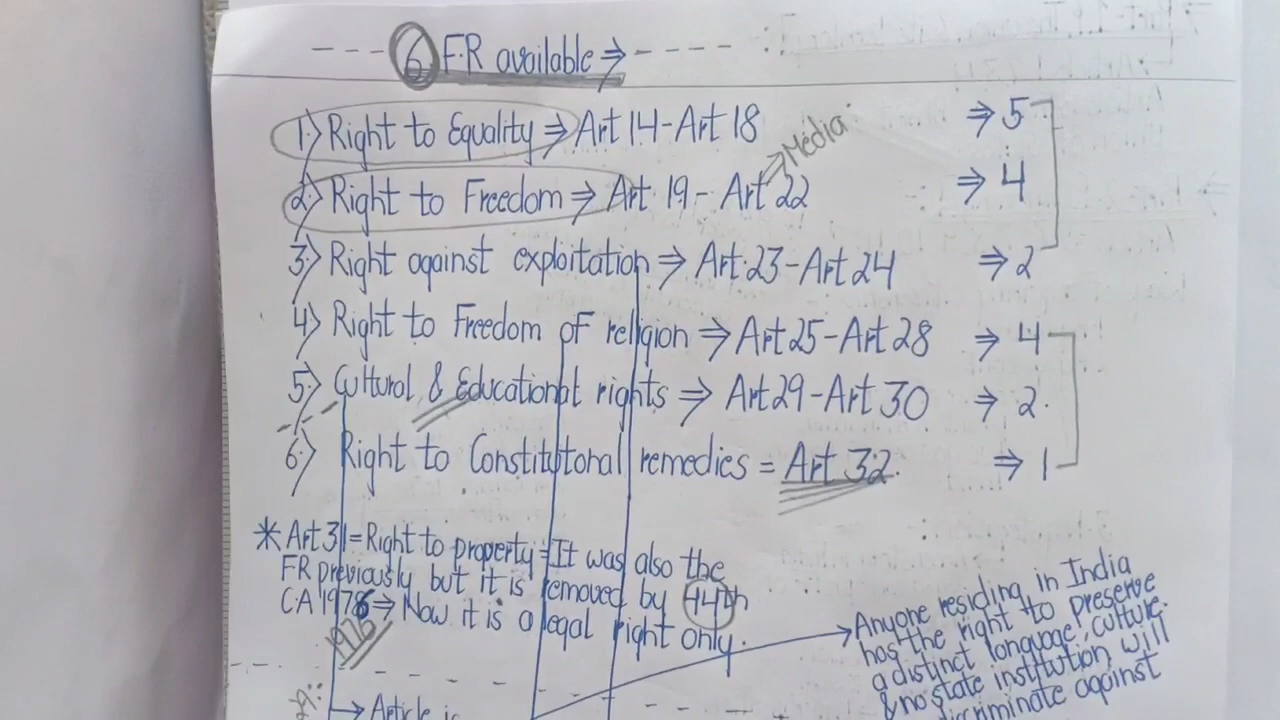 6 F.R available ⇒
1) Right to Equality ⇒ Art 14 - Art 18 ⇒ 5
2) Right to Freedom ⇒ Art 19 - Art 22 ⇒ 4
Media
3) Right against exploitation ⇒ Art 23 - Art 24 ⇒ 2
4) Right to Freedom of religion ⇒ Art 25 - Art 28 ⇒ 4
5) Cultural & Educational rights ⇒ Art 29 - Art 30 ⇒ 2
6) Right to Constitutional remedies = Art 32. ⇒ 1
* Art 31 = Right to property = It was also the
FR previously but it is removed by 44th
CA 1978 ⇒ Now it is a legal right only.
Anyone residing in India
has the right to preserve
a distinct language, culture.
& no state institution will
discriminate against
→ Article is